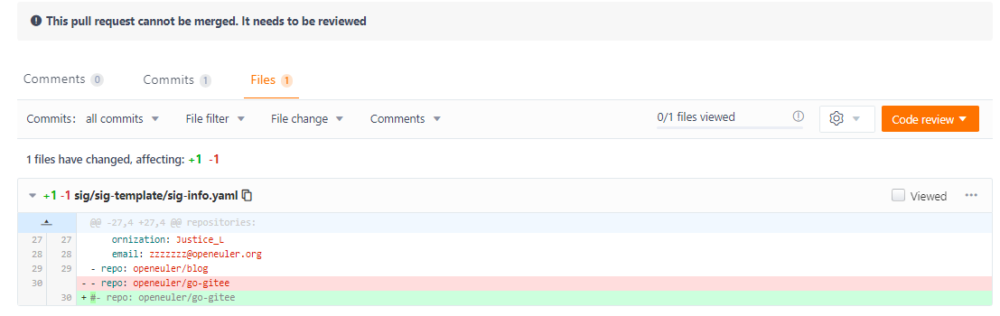 This pull request cannot be merged. It needs to be reviewed
Comments 0 Commits 1 Files 1
Commits: all commits File filter File change Comments 0/1 files viewed Code review
1 files have changed, affecting: +1 -1
+1 -1 sig/sig-template/sig-info.yaml Viewed
@@ -27,4 +27,4 @@ repositories:
27 27 ornization: Justice_L
28 28 email: zzzzzzz@openeuler.org
29 29 - repo: openeuler/blog
30 - - repo: openeuler/go-gitee
30 + #- repo: openeuler/go-gitee